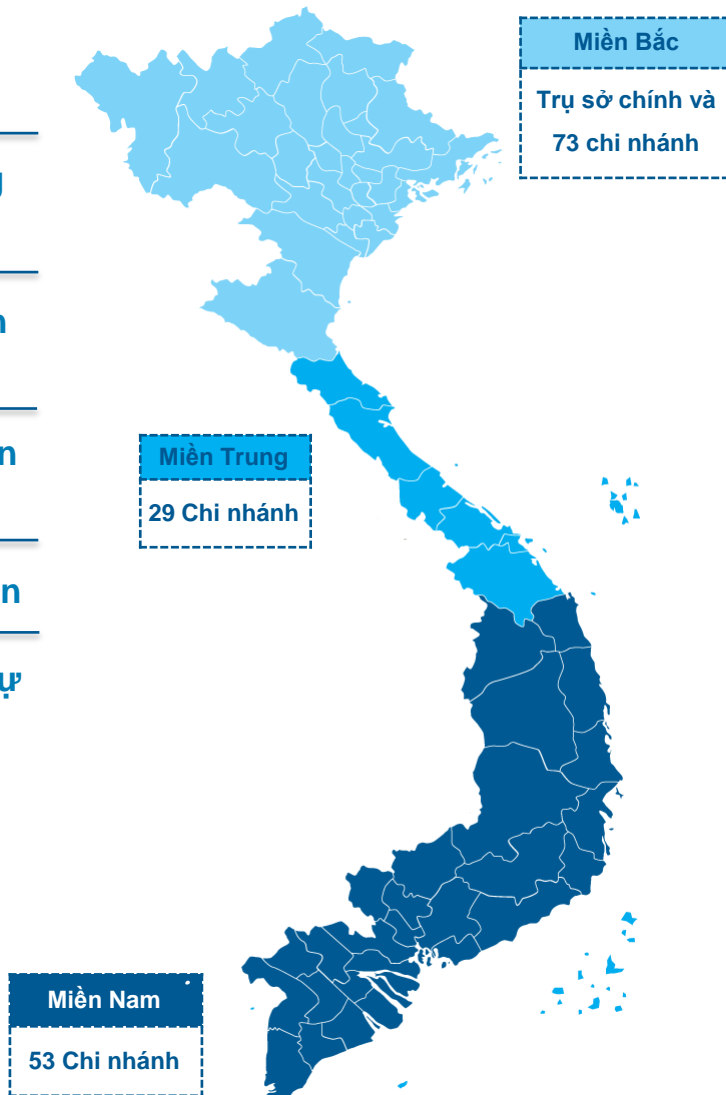 Miền Bắc
Trụ sở chính và
73 chi nhánh
Miền Trung
29 Chi nhánh
Miền Nam
53 Chi nhánh